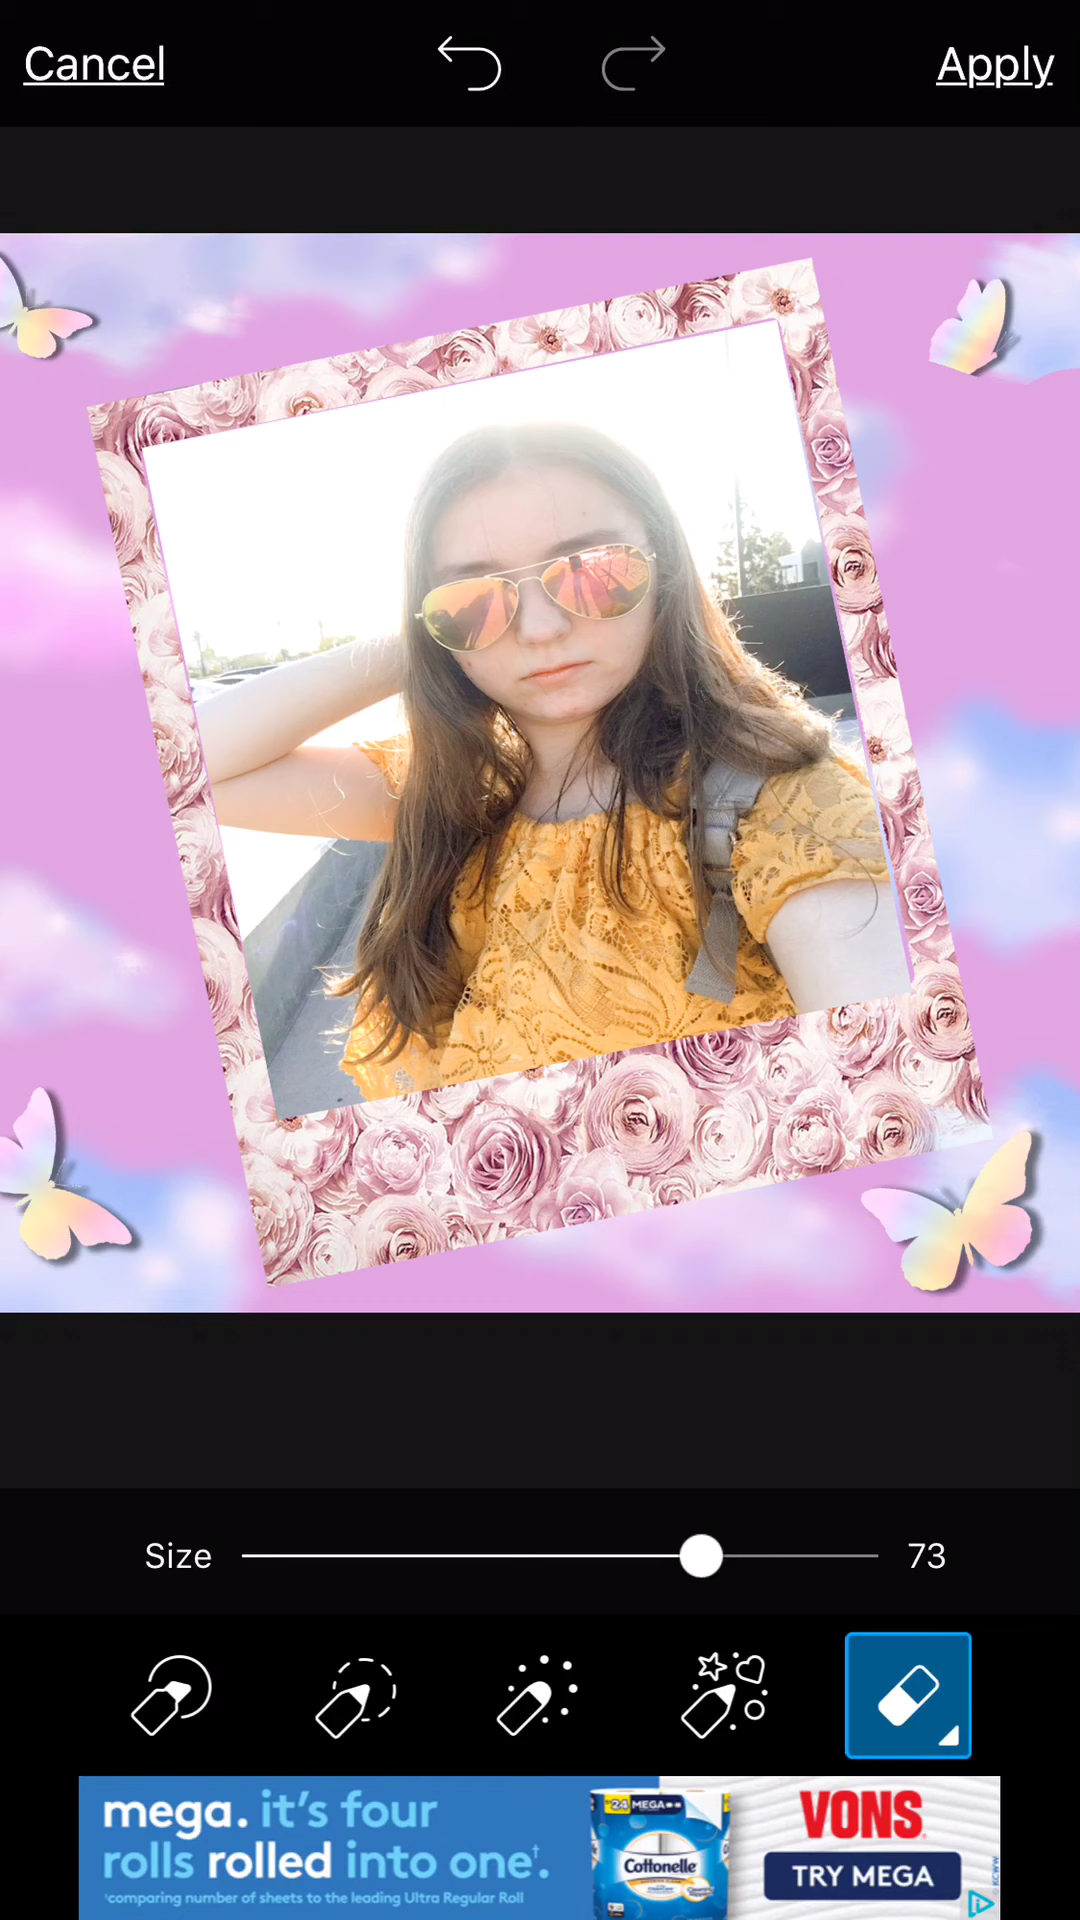 Cancel
Apply
Size
73
mega. it's four
rolls rolled into one†.
†comparing number of sheets to the leading Ultra Regular Roll
24 MEGA
Cottonelle
VONS
TRY MEGA